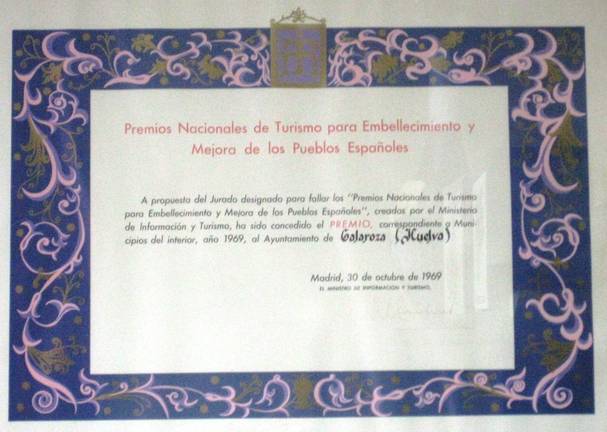 Premios Nacionales de Turismo para Embellecimiento y
Mejora de los Pueblos Españoles
A propuesta del Jurado designado para fallar los "Premios Nacionales de Turismo
para Embellecimiento y Mejora de los Pueblos Españoles", creados por el Ministerio
de Información y Turismo, ha sido concedido el PREMIO, correspondiente a Muni-
cipios del interior, año 1969, al Ayuntamiento de Galaroza (Huelva)
Madrid, 30 de octubre de 1969
EL MINISTRO DE INFORMACION Y TURISMO,